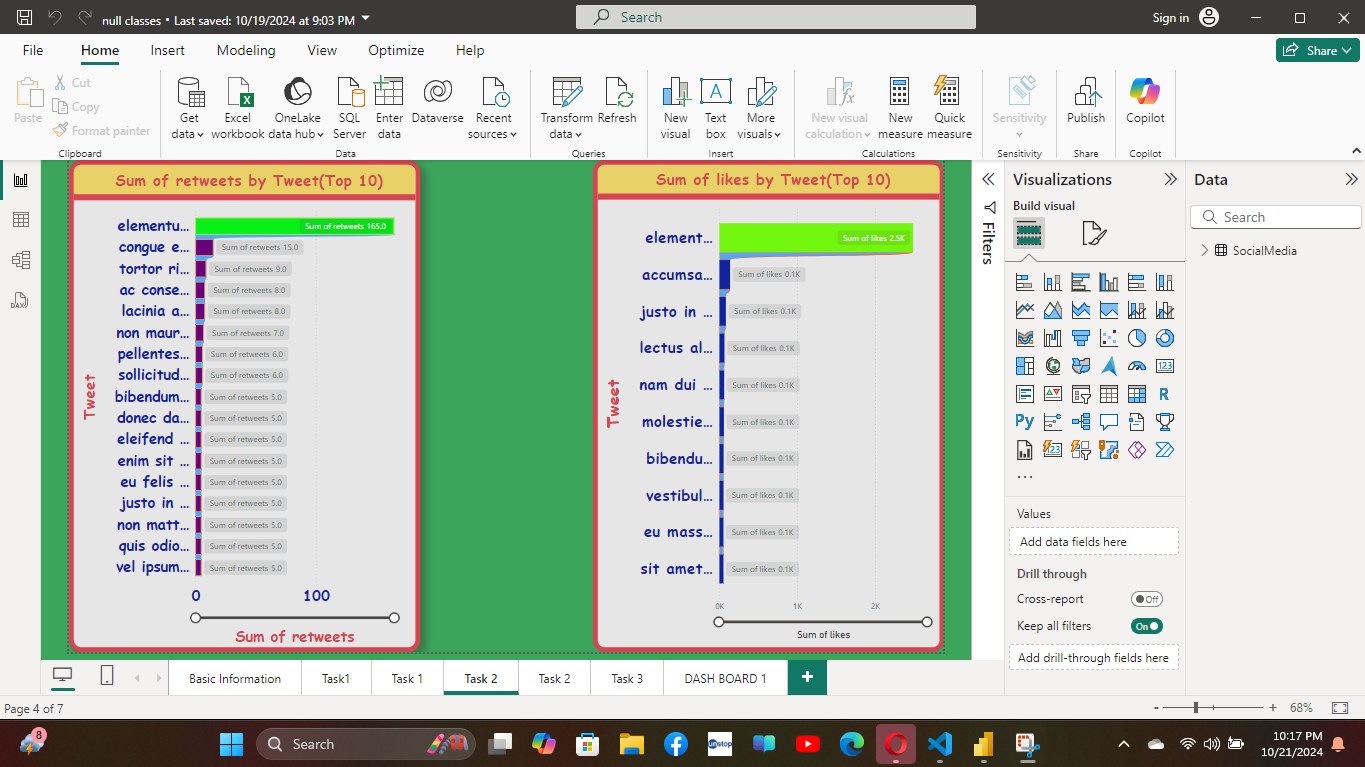 null classes • Last saved: 10/19/2024 at 9:03 PM
Search
Sign in
File Home Insert Modeling View Optimize Help
Share
Paste
Cut
Copy
Format painter
Clipboard
Get data
Excel workbook
OneLake data hub
SQL Server
Enter data
Dataverse
Recent sources
Data
Transform data
Refresh
Queries
New visual
Text box
More visuals
Insert
New visual calculation
New measure
Quick measure
Calculations
Sensitivity
Sensitivity
Publish
Share
Copilot
Copilot
Sum of retweets by Tweet(Top 10)
Tweet
elementu... Sum of retweets 165.0
congue e... Sum of retweets 15.0
tortor ri... Sum of retweets 9.0
ac conse... Sum of retweets 8.0
lacinia a... Sum of retweets 8.0
non maur... Sum of retweets 7.0
pellentes... Sum of retweets 6.0
sollicitud... Sum of retweets 6.0
bibendum... Sum of retweets 5.0
donec da... Sum of retweets 5.0
eleifend ... Sum of retweets 5.0
enim sit ... Sum of retweets 5.0
eu felis ... Sum of retweets 5.0
justo in ... Sum of retweets 5.0
non matt... Sum of retweets 5.0
quis odio... Sum of retweets 5.0
vel ipsum... Sum of retweets 5.0
0 100
Sum of retweets
Sum of likes by Tweet(Top 10)
Tweet
element... Sum of likes 2.5K
accumsa... Sum of likes 0.1K
justo in ... Sum of likes 0.1K
lectus al... Sum of likes 0.1K
nam dui ... Sum of likes 0.1K
molestie... Sum of likes 0.1K
bibendu... Sum of likes 0.1K
vestibul... Sum of likes 0.1K
eu mass... Sum of likes 0.1K
sit amet... Sum of likes 0.1K
0K 1K 2K
Sum of likes
Filters
Visualizations
Build visual
123
R
Py
123
...
Values
Add data fields here
Drill through
Cross-report Off
Keep all filters On
Add drill-through fields here
Data
Search
SocialMedia
DAX
Basic Information Task1 Task 1 Task 2 Task 2 Task 3 DASH BOARD 1 +
Page 4 of 7
- + 68%
8
Search
unstop
10:17 PM
10/21/2024